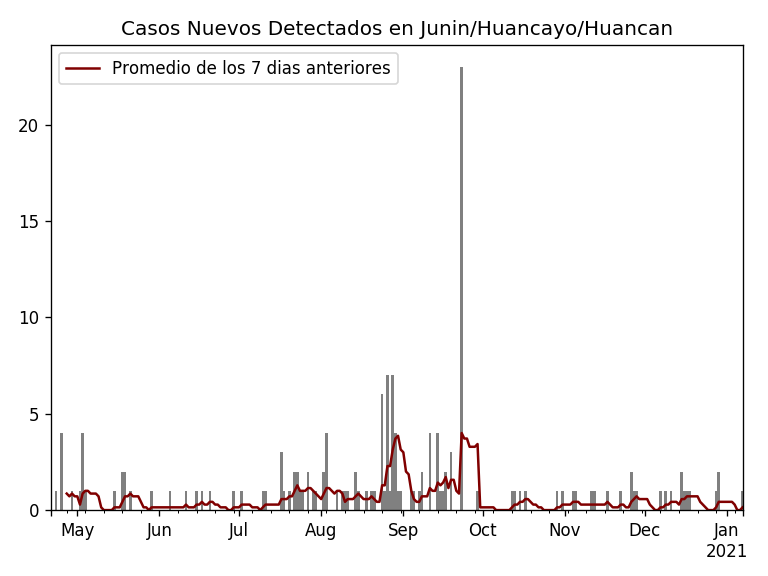 Casos Nuevos Detectados en Junin/Huancayo/Huancan
Promedio de los 7 dias anteriores
20
15
10
5
0
May Jun Jul Aug Sep Oct Nov Dec Jan
2021